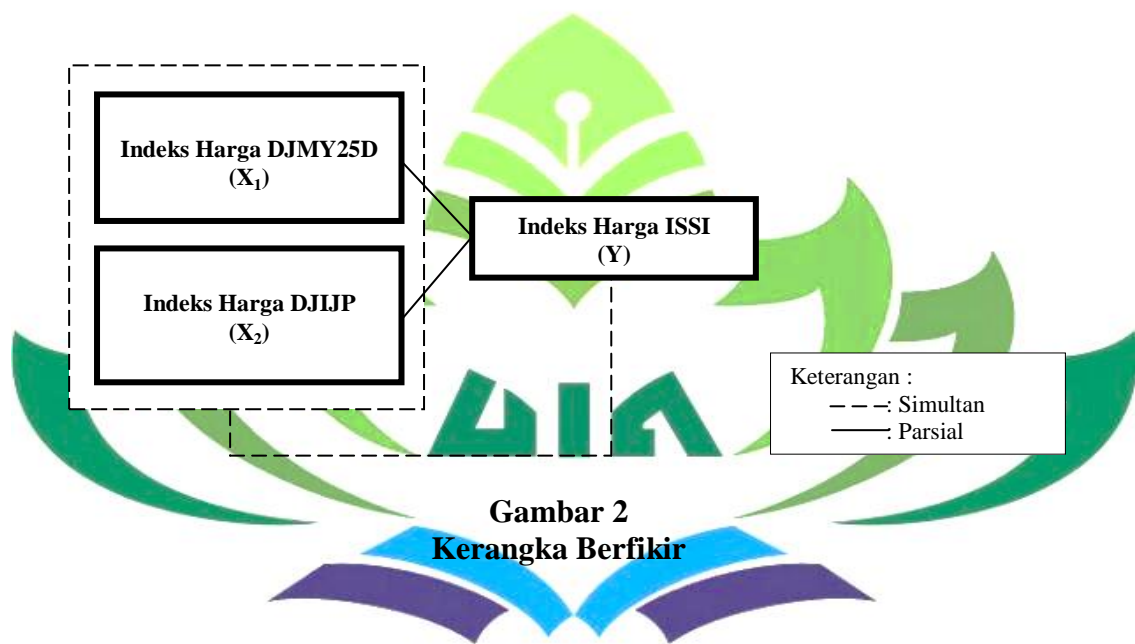 Indeks Harga DJMY25D
(X₁)
Indeks Harga DJIJP
(X₂)
Indeks Harga ISSI
(Y)
Keterangan :
: Simultan
: Parsial
Gambar 2
Kerangka Berfikir